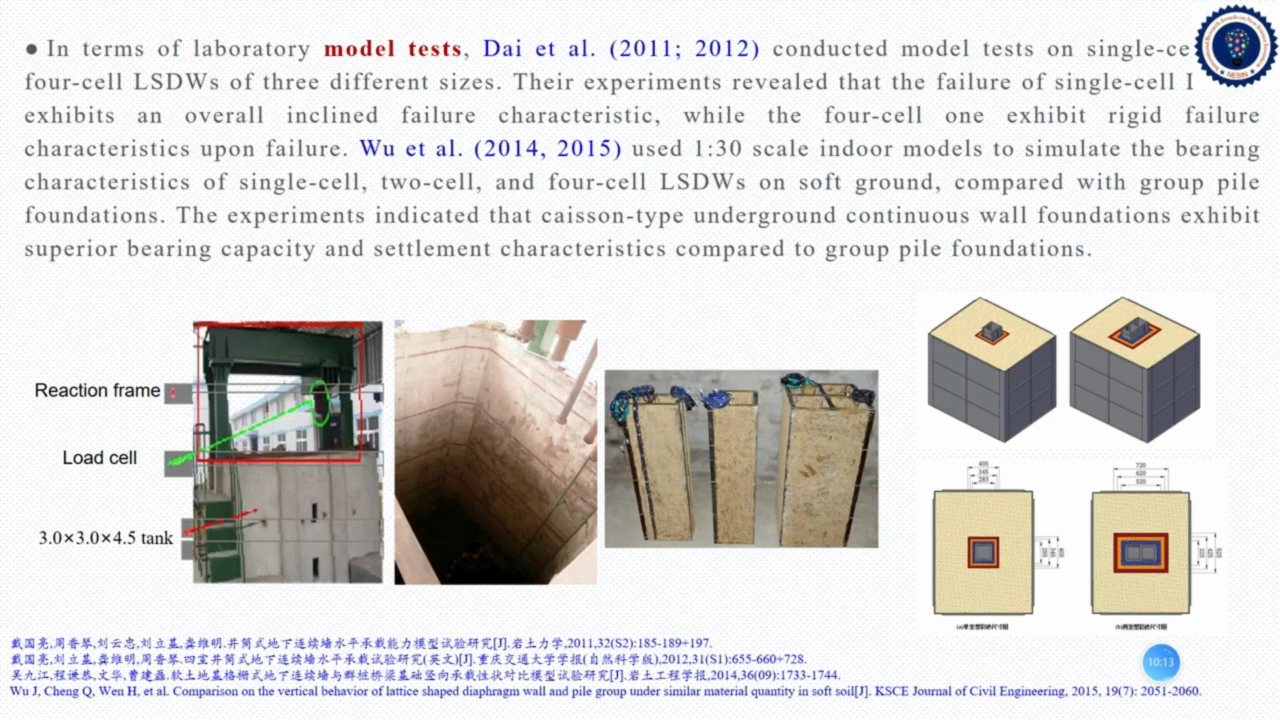 ● In terms of laboratory model tests, Dai et al. (2011; 2012) conducted model tests on single-ce
four-cell LSDWs of three different sizes. Their experiments revealed that the failure of single-cell
exhibits an overall inclined failure characteristic, while the four-cell one exhibit rigid failure
characteristics upon failure. Wu et al. (2014, 2015) used 1:30 scale indoor models to simulate the bearing
characteristics of single-cell, two-cell, and four-cell LSDWs on soft ground, compared with group pile
foundations. The experiments indicated that caisson-type underground continuous wall foundations exhibit
superior bearing capacity and settlement characteristics compared to group pile foundations.
NESIN
Reaction frame
Load cell
3.0×3.0×4.5 tank
405
345
285
720
620
520
戴国亮,周香琴,刘云忠,刘立基,龚维明.井筒式地下连续墙水平承载能力模型试验研究[J].岩土力学,2011,32(S2):185-189+197.
戴国亮,刘立基,龚维明,周香琴.四室井筒式地下连续墙水平承载试验研究(英文)[J].重庆交通大学学报(自然科学版),2012,31(S1):655-660+728.
吴九江,程谦恭,文华,曹建磊.软土地基格栅式地下连续墙与群桩桥梁基础竖向承载性状对比模型试验研究[J].岩土工程学报,2014,36(09):1733-1744.
Wu J, Cheng Q, Wen H, et al. Comparison on the vertical behavior of lattice shaped diaphragm wall and pile group under similar material quantity in soft soil[J]. KSCE Journal of Civil Engineering, 2015, 19(7): 2051-2060.
10:13